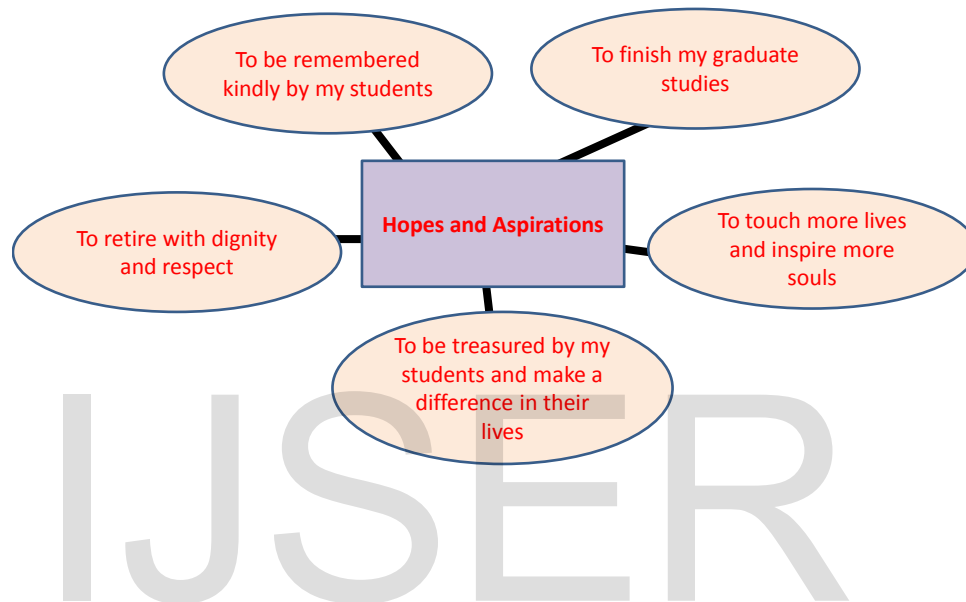 To be remembered
kindly by my students
To finish my graduate
studies
Hopes and Aspirations
To retire with dignity
and respect
To touch more lives
and inspire more
souls
To be treasured by my
students and make a
difference in their
lives
IJSER